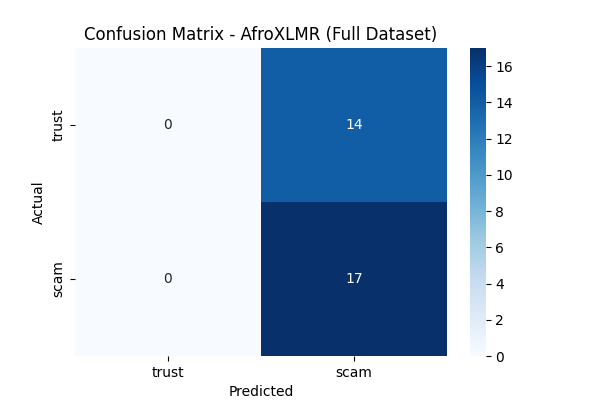 Confusion Matrix - AfroXLMR (Full Dataset)
Actual
trust
0
14
scam
0
17
trust
scam
Predicted
16
14
12
10
8
6
4
2
0